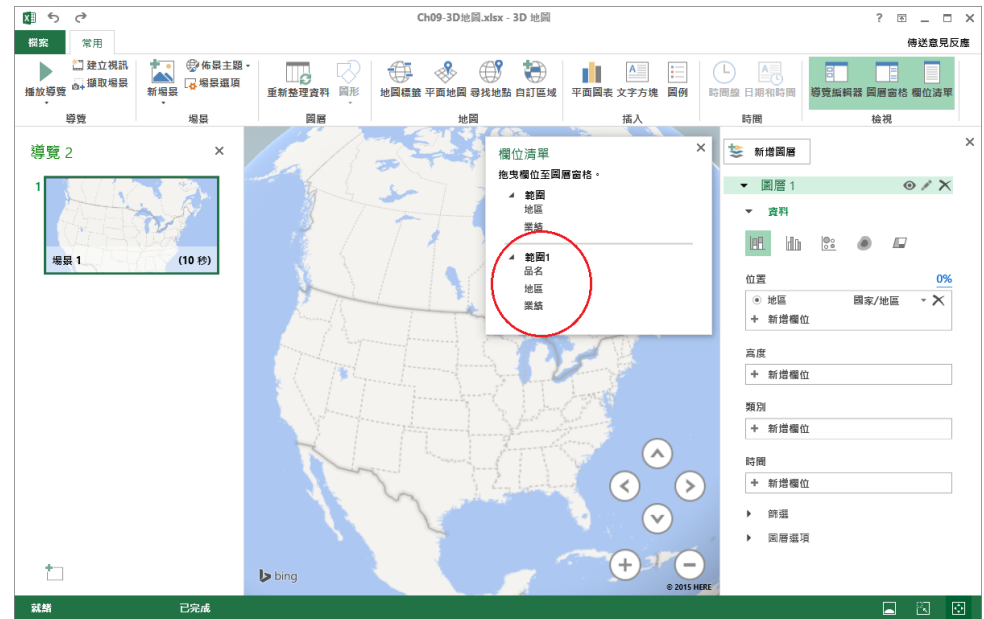 Ch09-3D地圖.xlsx - 3D 地圖
檔案 常用 傳送意見反應
播放導覽 建立視訊 擷取場景 新場景 佈景主題 場景選項 重新整理資料 圖形 地圖標籤 平面地圖 尋找地點 自訂區域 平面圖表 文字方塊 圖例 時間線 日期和時間 導覽編輯器 圖層窗格 欄位清單
導覽 場景 圖層 地圖 插入 時間 檢視
導覽 2
1
場景 1 (10 秒)
欄位清單
拖曳欄位至圖層窗格。
範圍
地區
業績
範圍1
品名
地區
業績
bing
© 2015 HERE
新增圖層
圖層 1
資料
位置 0%
地區 國家/地區
新增欄位
高度
新增欄位
類別
新增欄位
時間
新增欄位
篩選
圖層選項
就緒 已完成